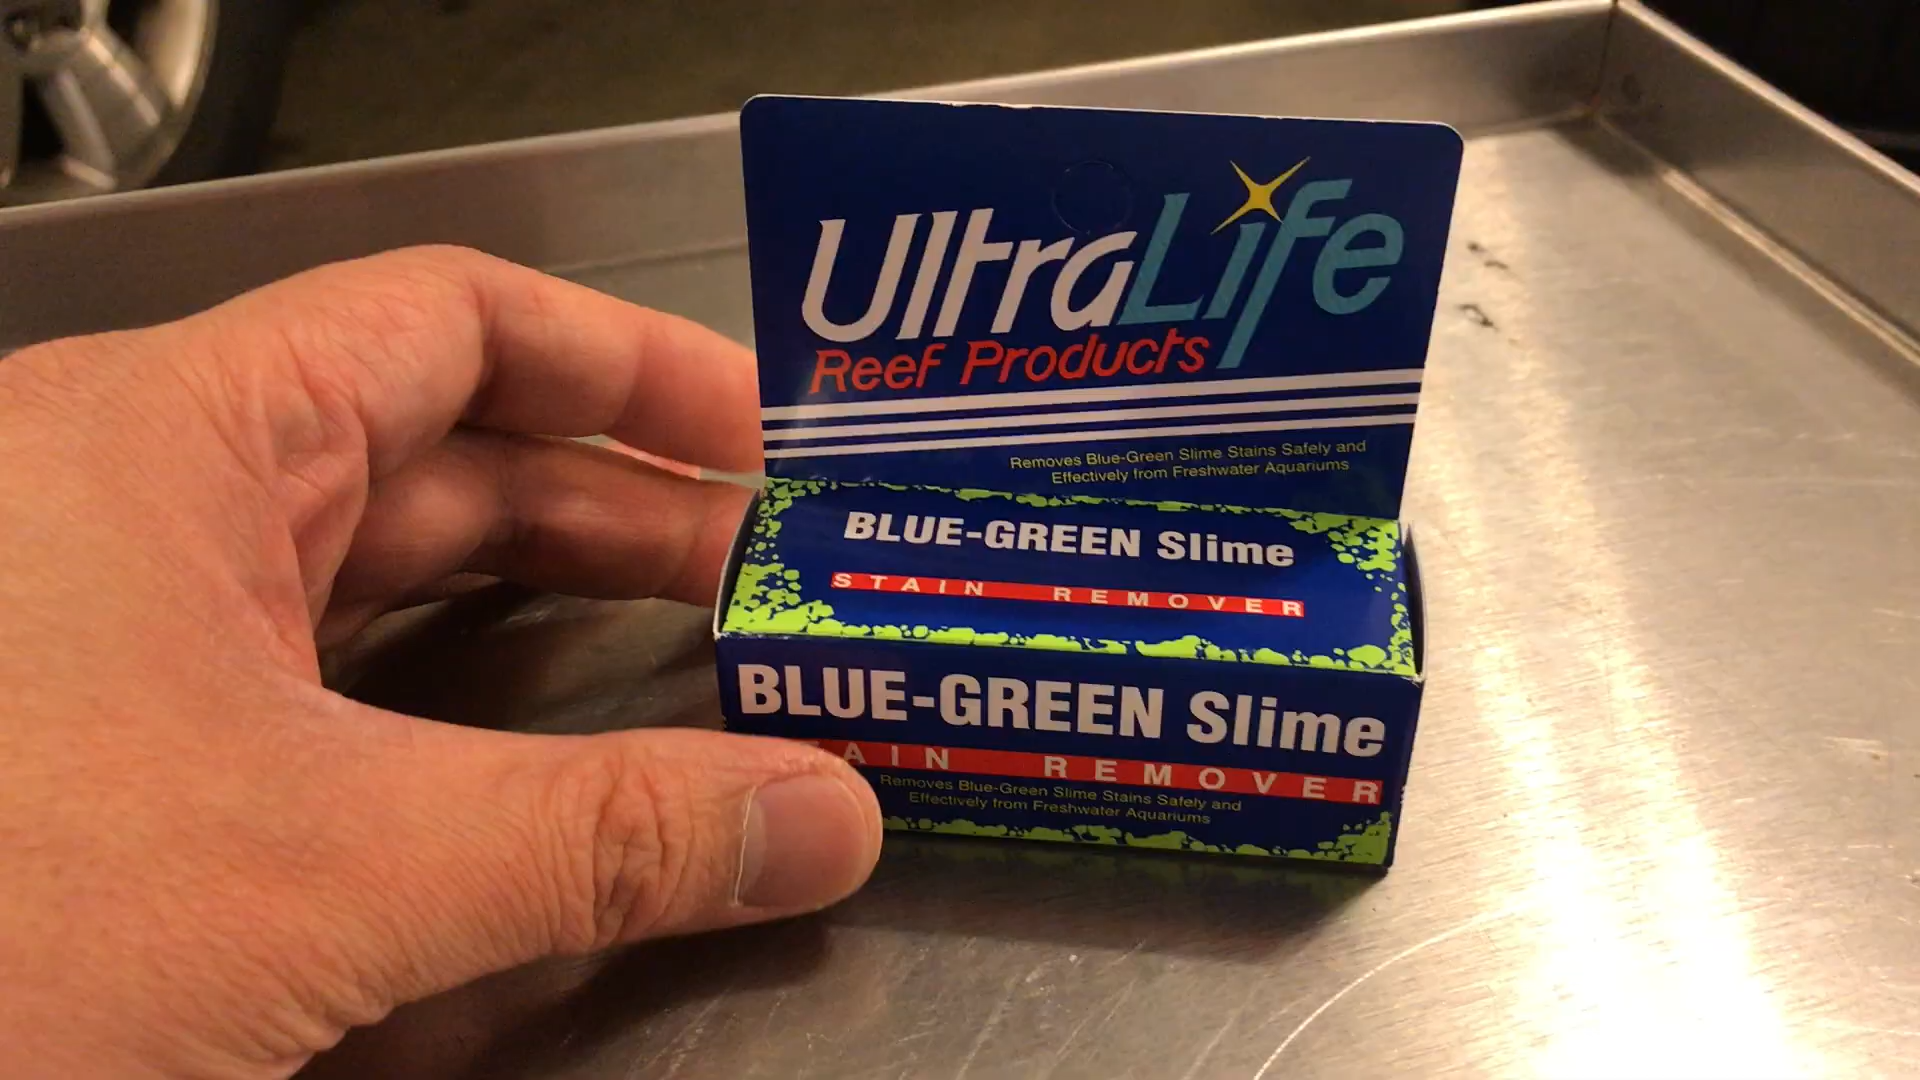 UltraLife
Reef Products
Removes Blue-Green Slime Stains Safely and
Effectively from Freshwater Aquariums
BLUE-GREEN Slime
STAIN REMOVER
BLUE-GREEN Slime
AIN REMOVER
Removes Blue-Green Slime Stains Safely and
Effectively from Freshwater Aquariums